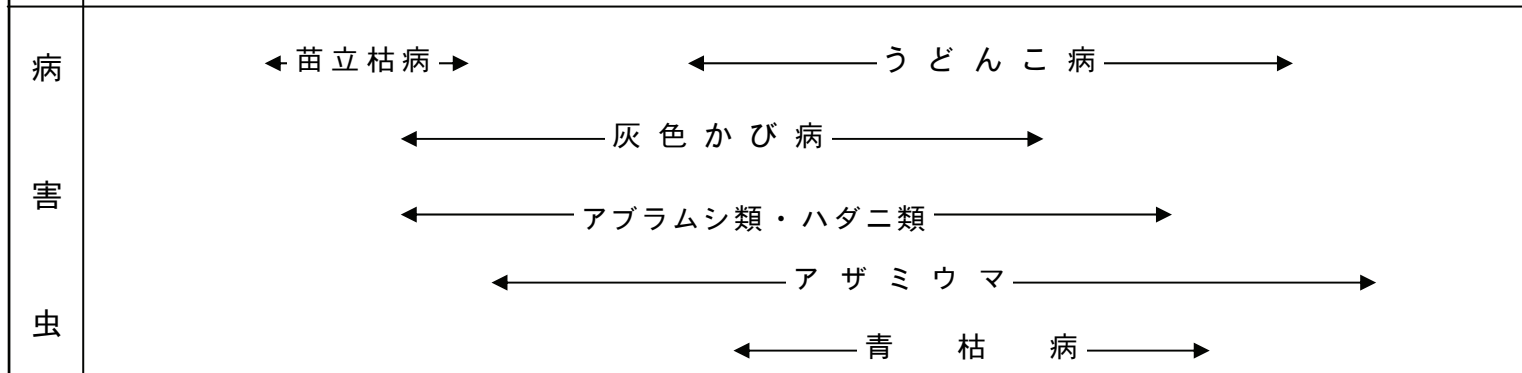 病害虫
苗立枯病 うどんこ病
灰色かび病
アブラムシ類・ハダニ類
アザミウマ
青枯病